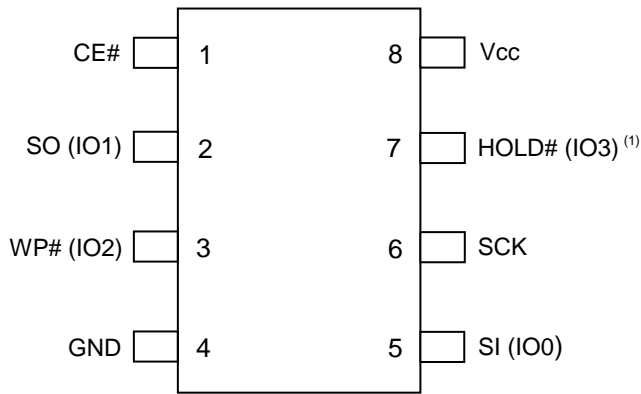 CE# 1 8 Vcc
SO (IO1) 2 7 HOLD# (IO3) (1)
WP# (IO2) 3 6 SCK
GND 4 5 SI (IO0)